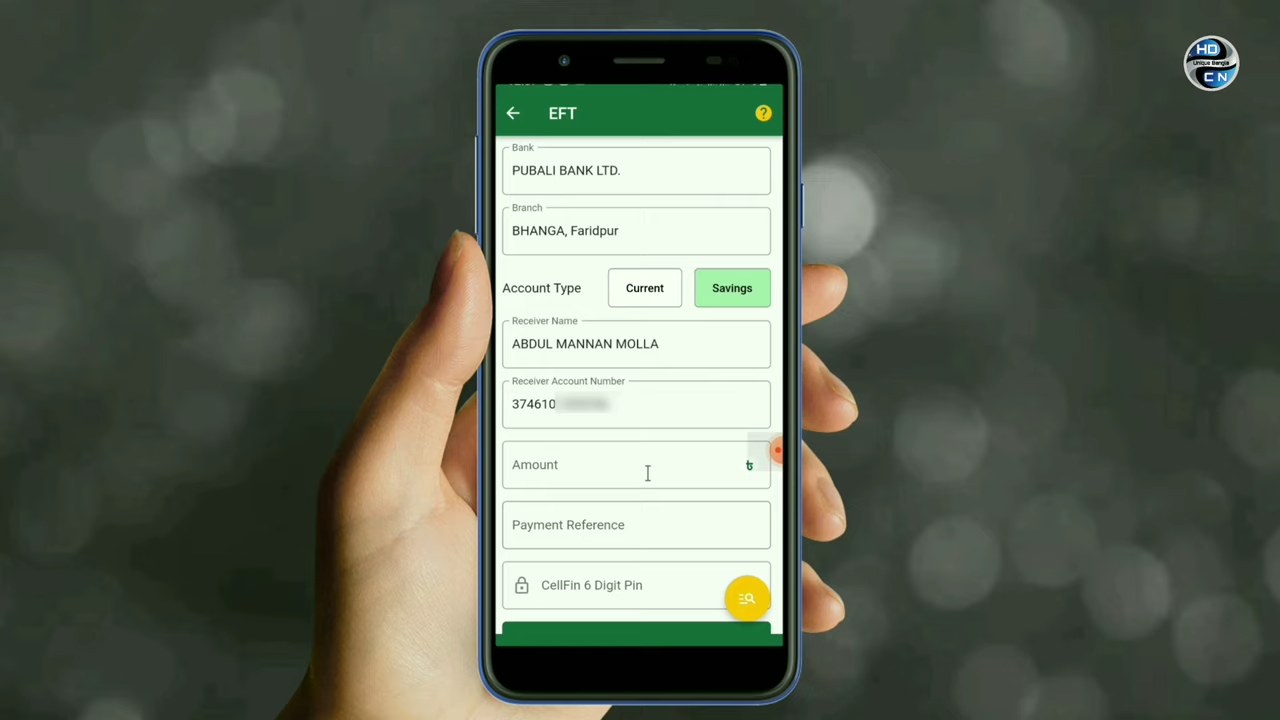 HD
Unique Bangla
CN
EFT
?
Bank
PUBALI BANK LTD.
Branch
BHANGA, Faridpur
Account Type
Current
Savings
Receiver Name
ABDUL MANNAN MOLLA
Receiver Account Number
374610
Amount
৳
Payment Reference
CellFin 6 Digit Pin